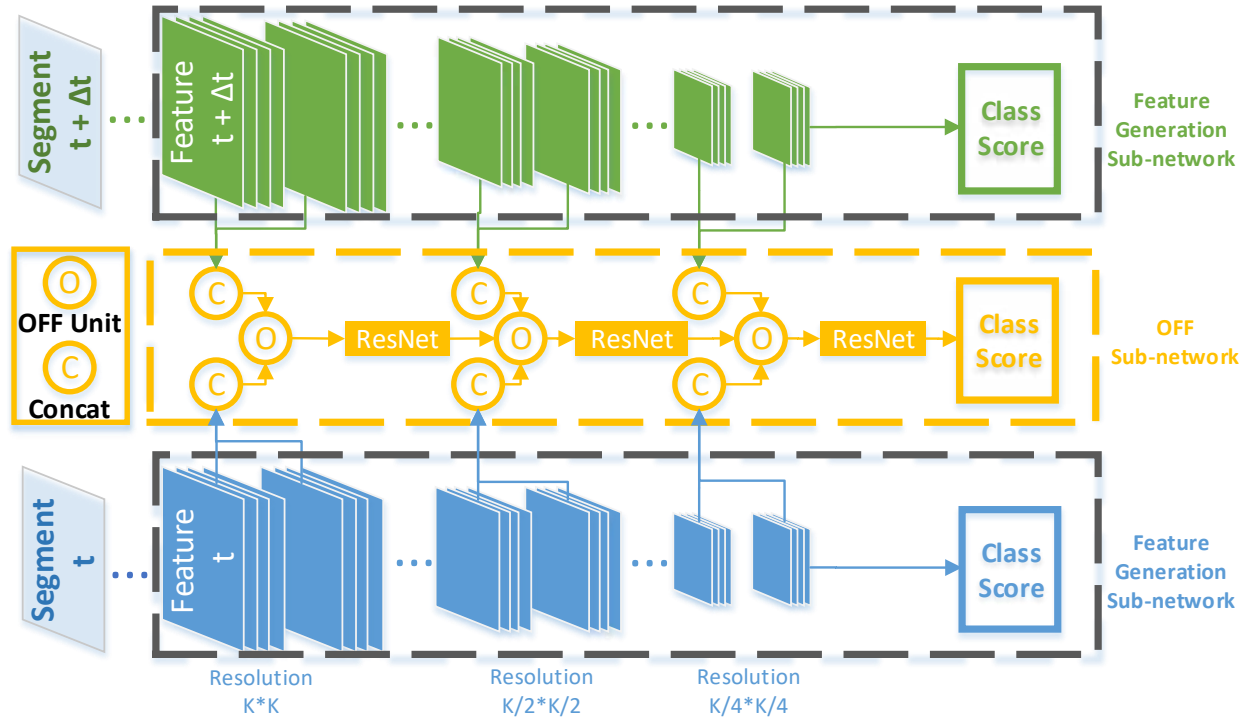 Segment
t + Δt
Feature
t + Δt
Class
Score
Feature
Generation
Sub-network
O
OFF Unit
C
Concat
C
C
C
O
ResNet
O
ResNet
O
ResNet
C
C
C
Class
Score
OFF
Sub-network
Segment
t
Feature
t
Class
Score
Feature
Generation
Sub-network
Resolution
K*K
Resolution
K/2*K/2
Resolution
K/4*K/4